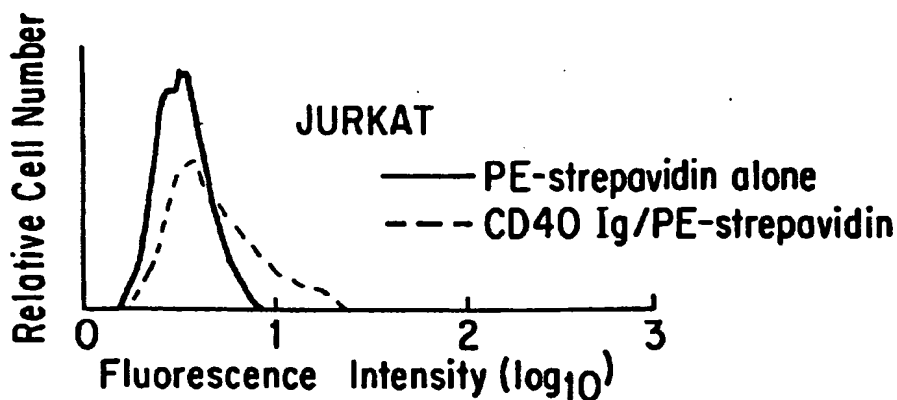 Relative Cell Number
JURKAT
PE-strepavidin alone
CD40 Ig/PE-strepavidin
0 1 2 3
Fluorescence Intensity (log10)